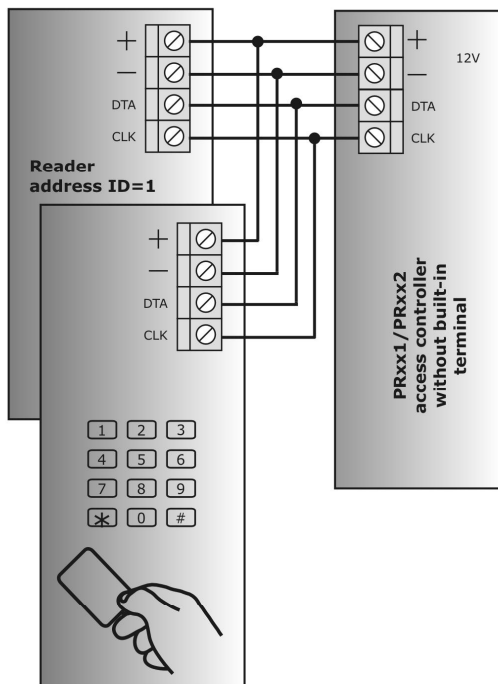 +
—
DTA
CLK
Reader
address ID=1
+
—
DTA
CLK
12V
PRxx1/PRxx2
access controller
without built-in
terminal
+
—
DTA
CLK
1 2 3
4 5 6
7 8 9
* 0 #